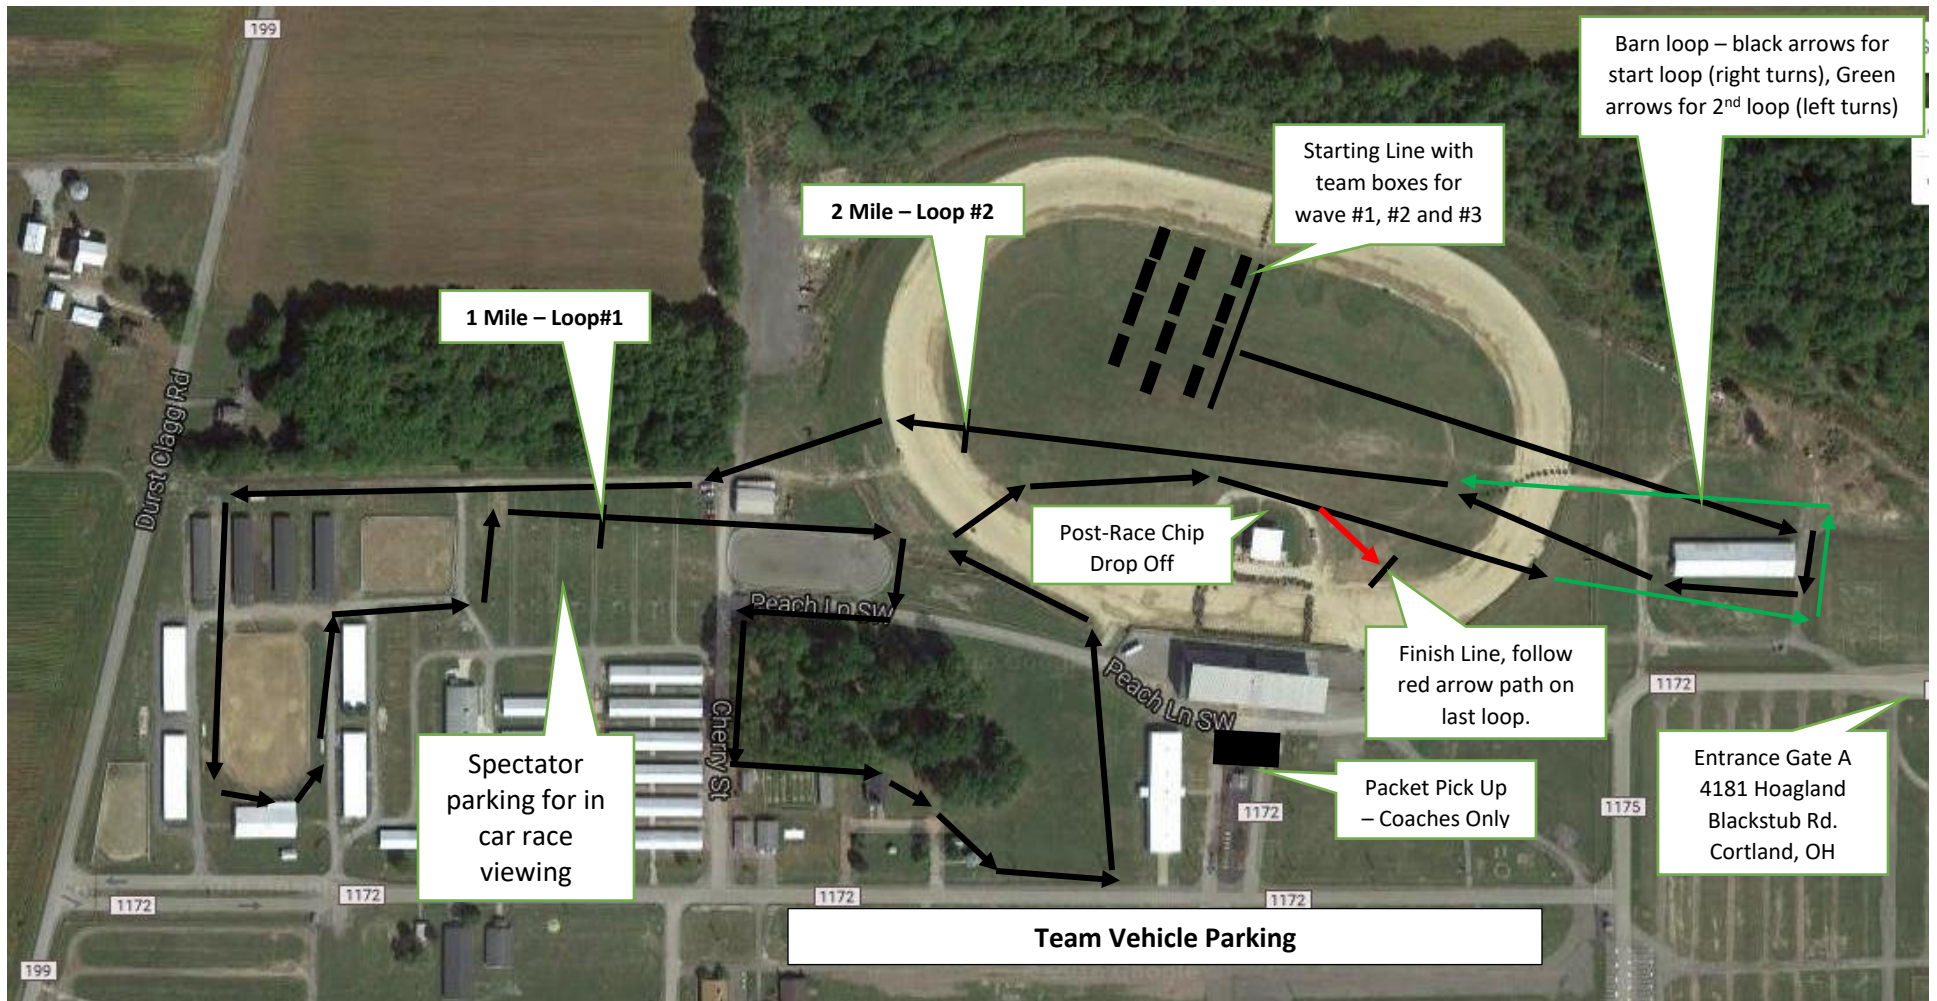 199
Barn loop – black arrows for
start loop (right turns), Green
arrows for 2nd loop (left turns)
Starting Line with
team boxes for
wave #1, #2 and #3
2 Mile – Loop #2
1 Mile – Loop#1
Durst Clagg Rd
Post-Race Chip
Drop Off
Peach Ln SW
Finish Line, follow
red arrow path on
last loop.
Peach Ln SW
1172
Cherry St
Spectator
parking for in
car race
viewing
Packet Pick Up
– Coaches Only
Entrance Gate A
4181 Hoagland
Blackstub Rd.
Cortland, OH
1172
1175
1172
1172
1172
1172
Team Vehicle Parking
199